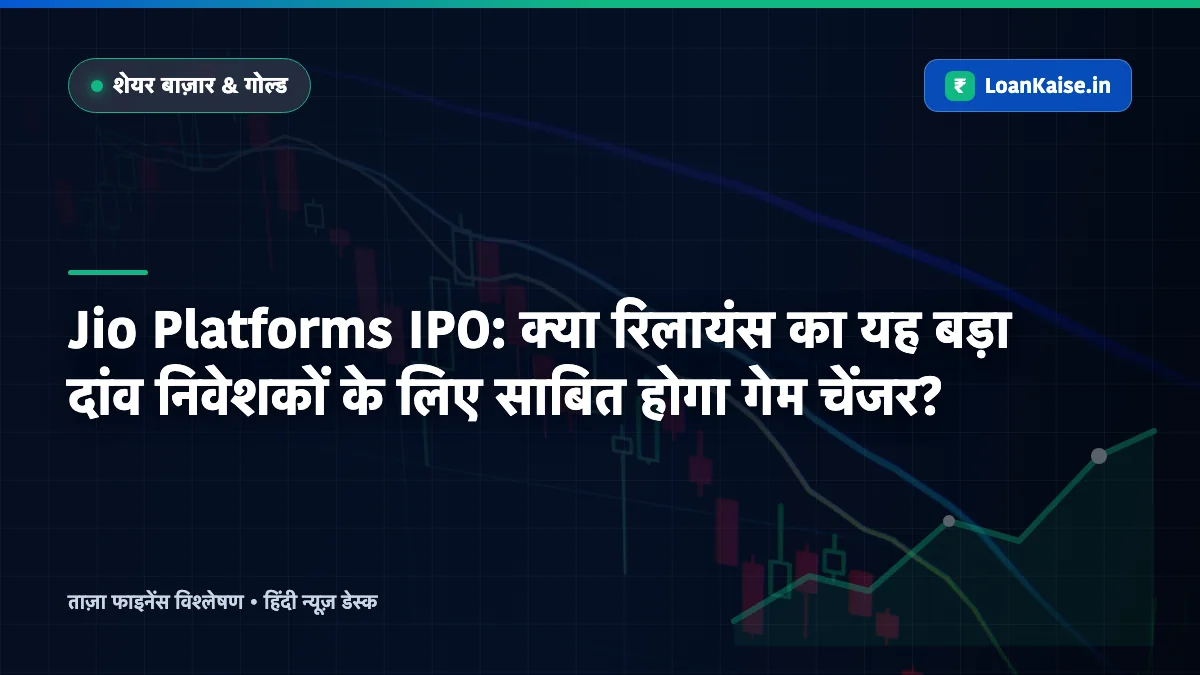 शेयर बाज़ार & गोल्ड
₹ LoanKaise.in
Jio Platforms IPO: क्या रिलायंस का यह बड़ा
दांव निवेशकों के लिए साबित होगा गेम चेंजर?
ताज़ा फाइनेंस विश्लेषण • हिंदी न्यूज़ डेस्क